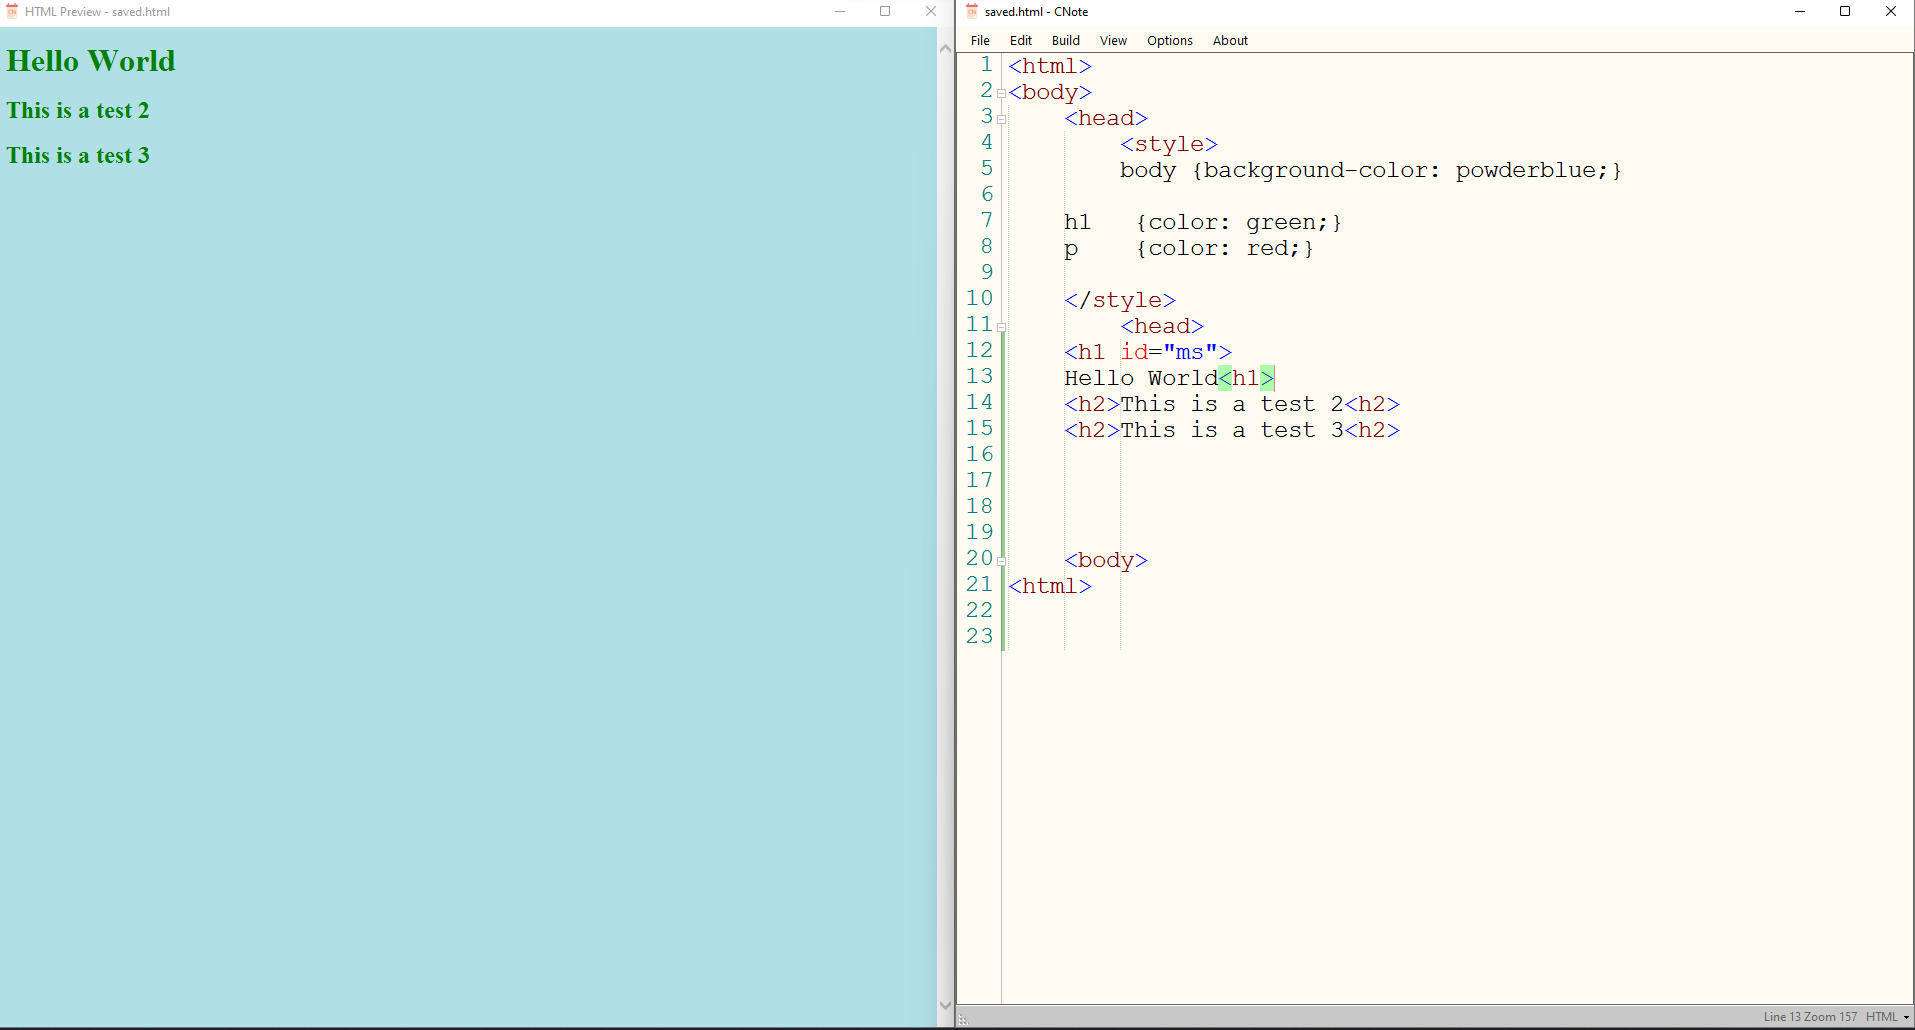 HTML Preview - saved.html
Hello World
This is a test 2
This is a test 3
saved.html - CNote
File Edit Build View Options About
1 <html>
2 <body>
3 <head>
4 <style>
5 body {background-color: powderblue;}
6
7 h1 {color: green;}
8 p {color: red;}
9
10 </style>
11 <head>
12 <h1 id="ms">
13 Hello World<h1>
14 <h2>This is a test 2<h2>
15 <h2>This is a test 3<h2>
16
17
18
19
20 <body>
21 <html>
22
23
Line 13 Zoom 157 HTML